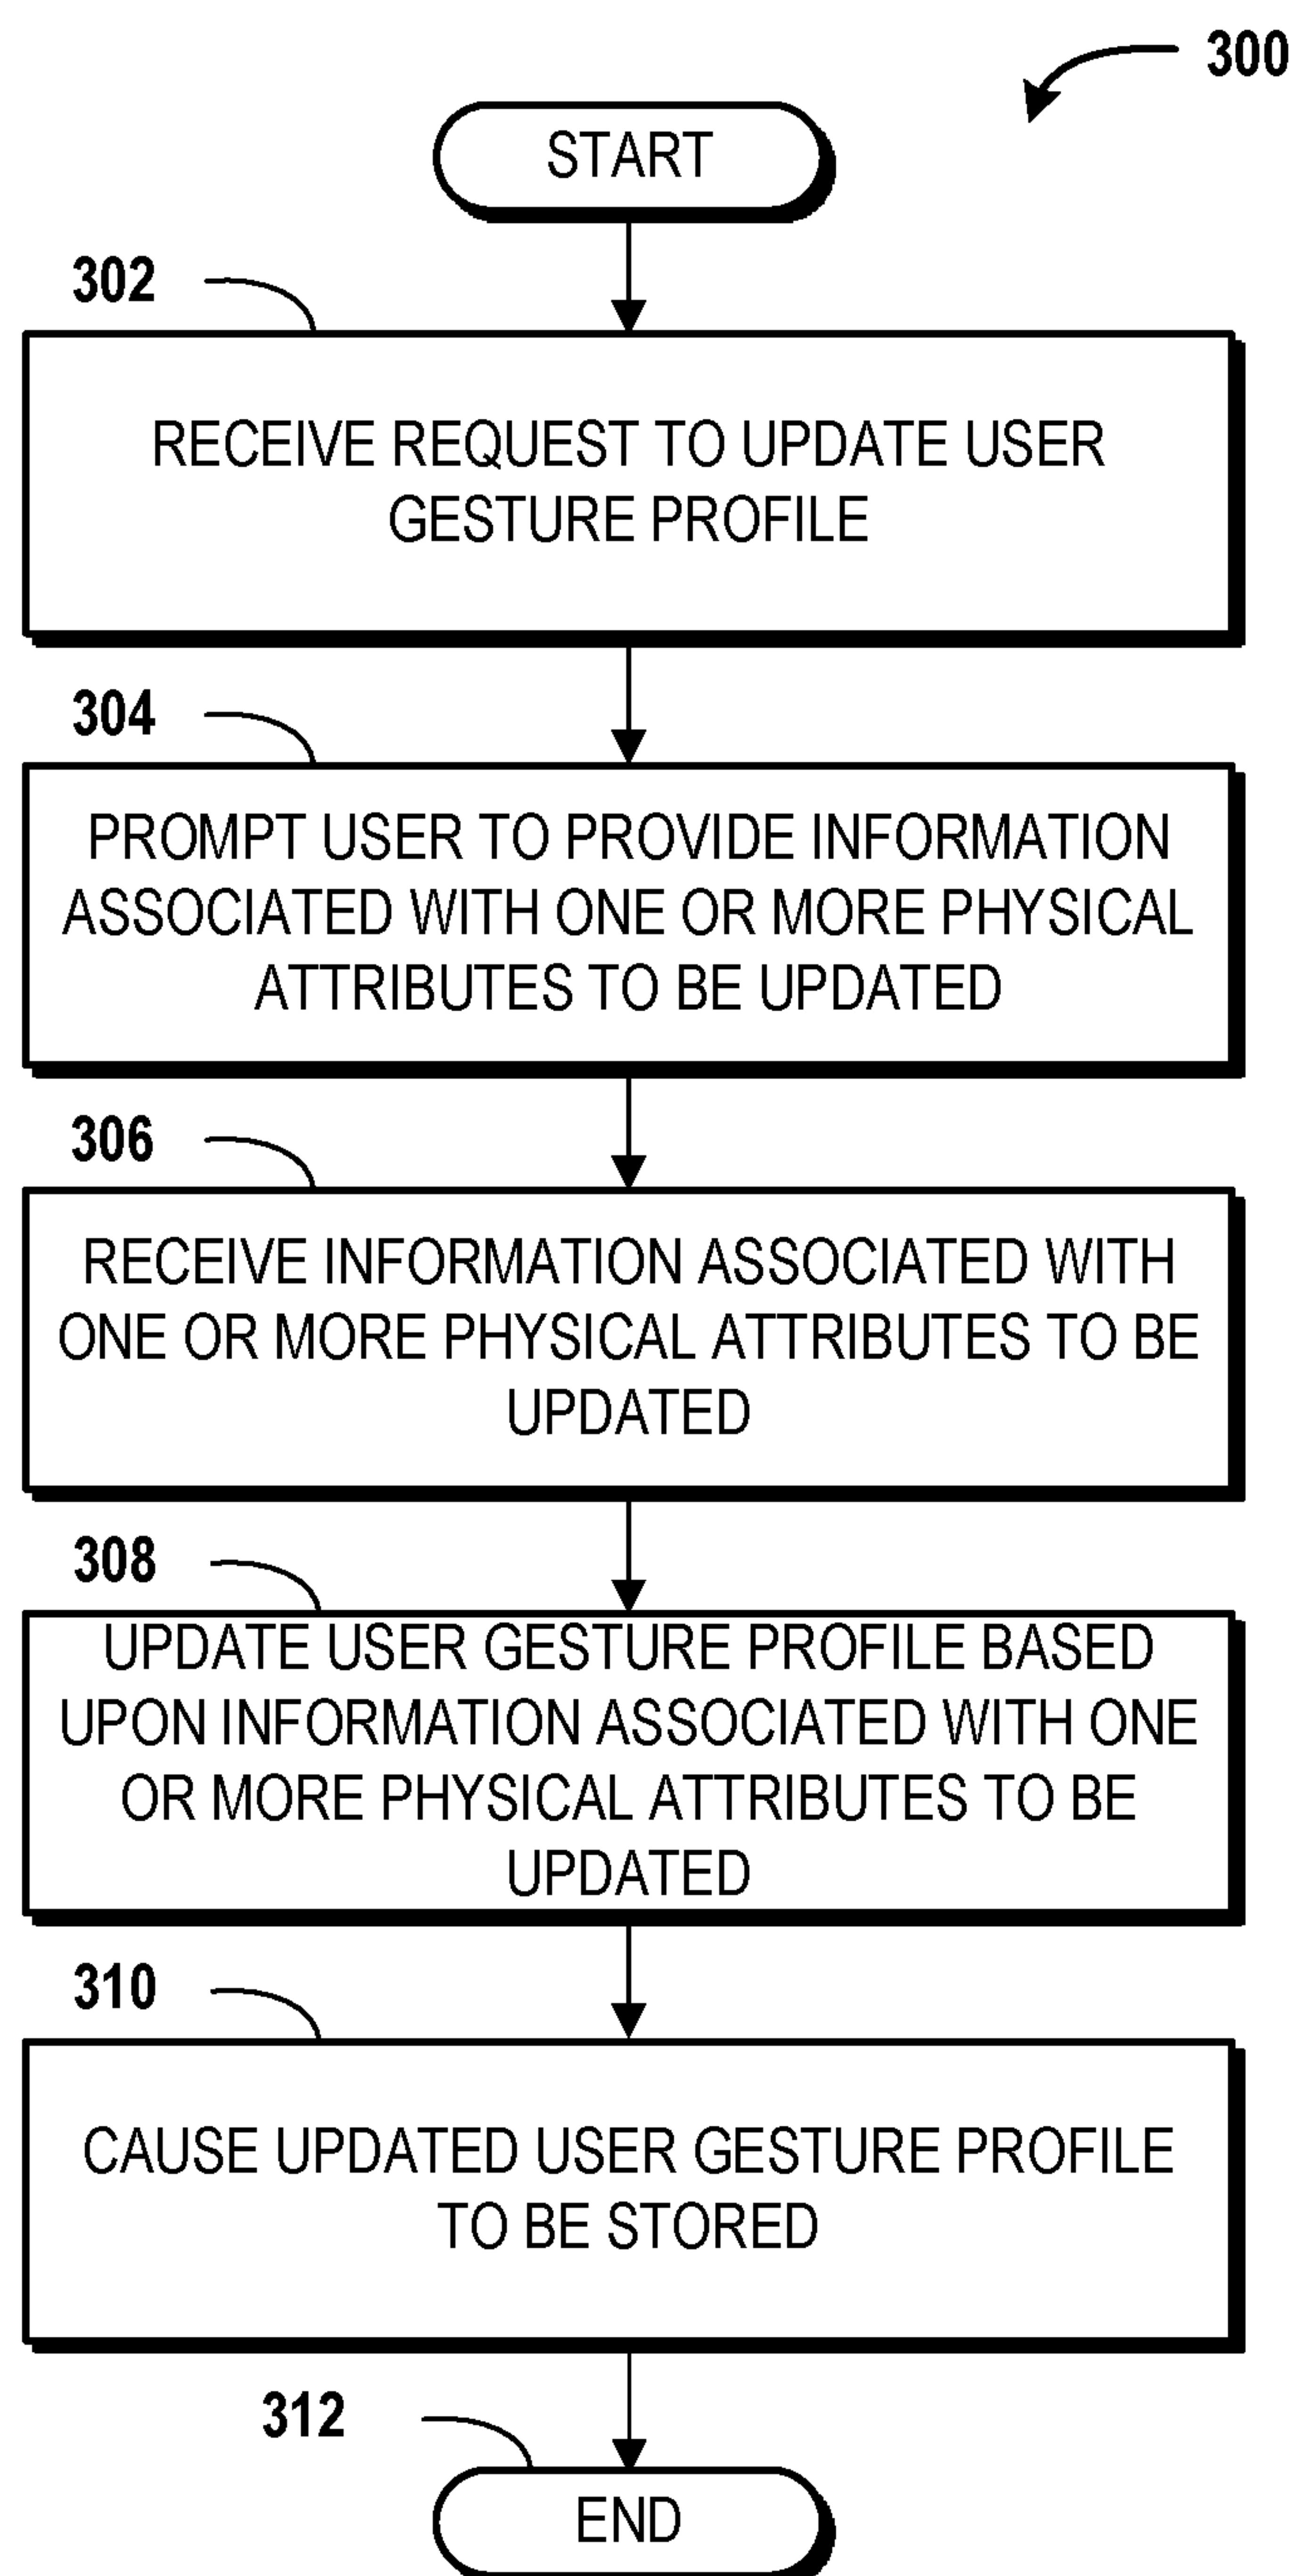 300
START
302
RECEIVE REQUEST TO UPDATE USER
GESTURE PROFILE
304
PROMPT USER TO PROVIDE INFORMATION
ASSOCIATED WITH ONE OR MORE PHYSICAL
ATTRIBUTES TO BE UPDATED
306
RECEIVE INFORMATION ASSOCIATED WITH
ONE OR MORE PHYSICAL ATTRIBUTES TO BE
UPDATED
308
UPDATE USER GESTURE PROFILE BASED
UPON INFORMATION ASSOCIATED WITH ONE
OR MORE PHYSICAL ATTRIBUTES TO BE
UPDATED
310
CAUSE UPDATED USER GESTURE PROFILE
TO BE STORED
312
END